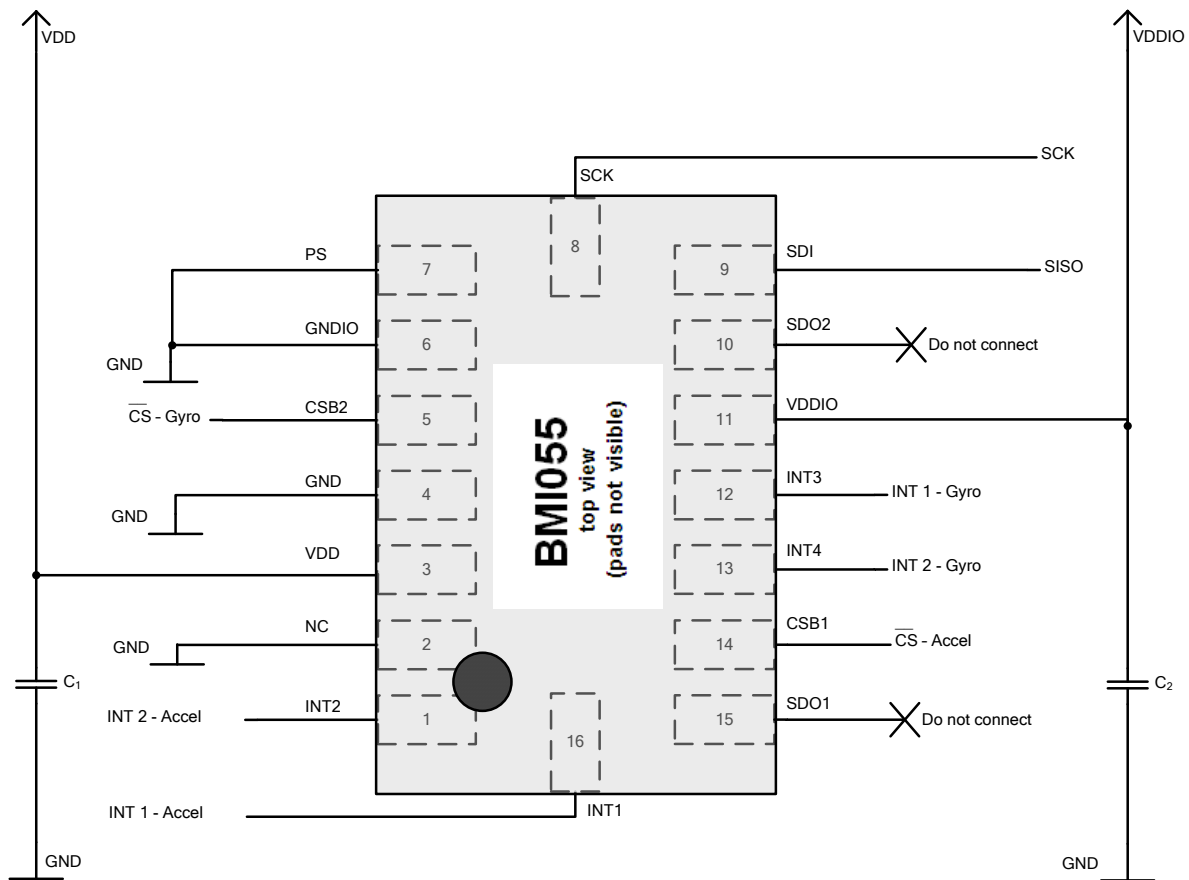 VDD
VDDIO
SCK
SCK
PS
7
8
9
SDI
SISO
GNDIO
6
10
SDO2
Do not connect
GND
CS - Gyro
CSB2
5
11
VDDIO
GND
4
12
INT3
INT 1 - Gyro
GND
VDD
3
13
INT4
INT 2 - Gyro
NC
2
14
CSB1
CS - Accel
GND
C1
C2
INT 2 - Accel
INT2
1
15
SDO1
Do not connect
16
INT 1 - Accel
INT1
GND
GND
BMI055
top view
(pads not visible)